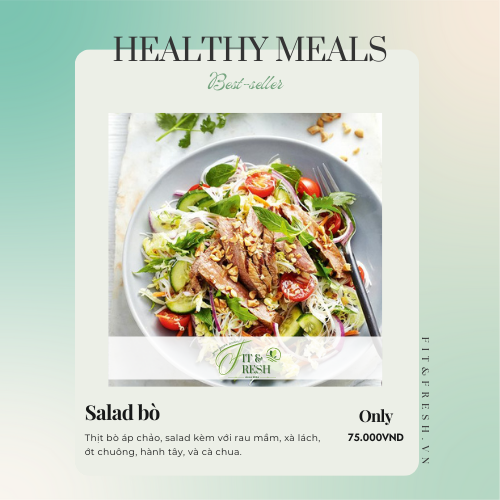 HEALTHY MEALS
Best-seller
FIT &
FRESH
Salad bò
Thịt bò áp chảo, salad kèm với rau mầm, xà lách,
ớt chuông, hành tây, và cà chua.
Only
75.000VND
FIT&FRESH.VN